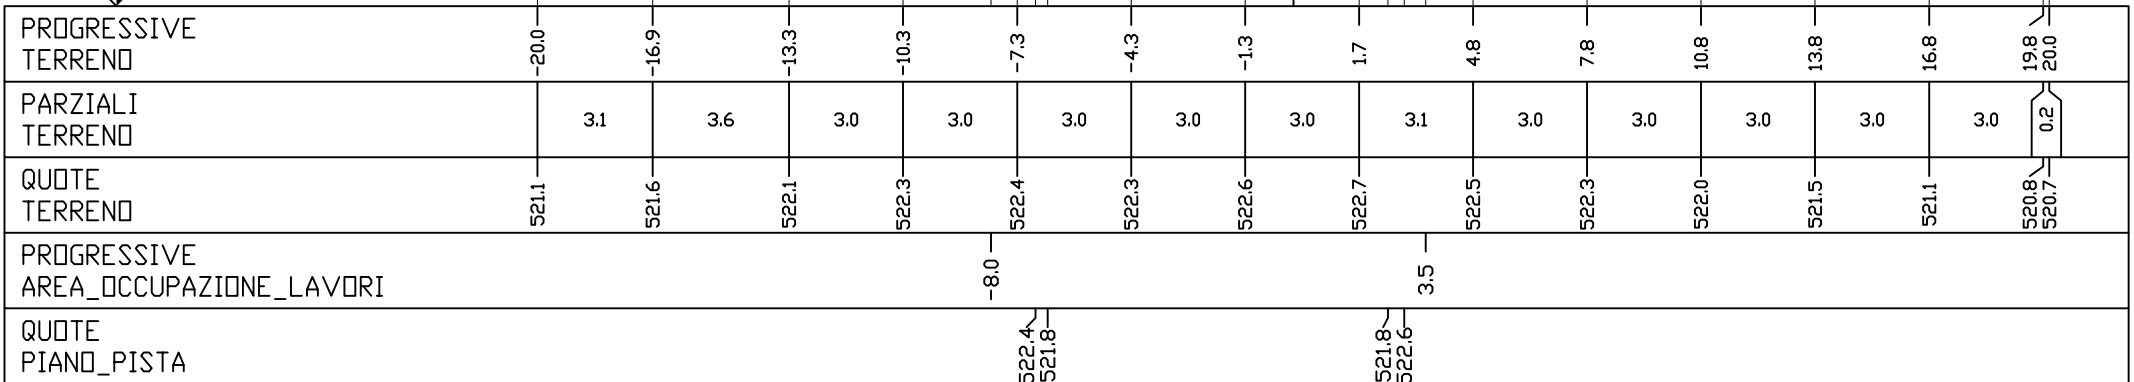 PROGRESSIVE
TERRENO
-20.0 -16.9 -13.3 -10.3 -7.3 -4.3 -1.3 1.7 4.8 7.8 10.8 13.8 16.8 19.8 20.0
PARZIALI
TERRENO
3.1 3.6 3.0 3.0 3.0 3.0 3.0 3.1 3.0 3.0 3.0 3.0 3.0 0.2
QUOTE
TERRENO
521.1 521.6 522.1 522.3 522.4 522.3 522.6 522.7 522.5 522.3 522.0 521.5 521.1 520.8 520.7
PROGRESSIVE
AREA_OCCUPAZIONE_LAVORI
-8.0 3.5
QUOTE
PIANO_PISTA
522.4 521.8 521.8 522.6